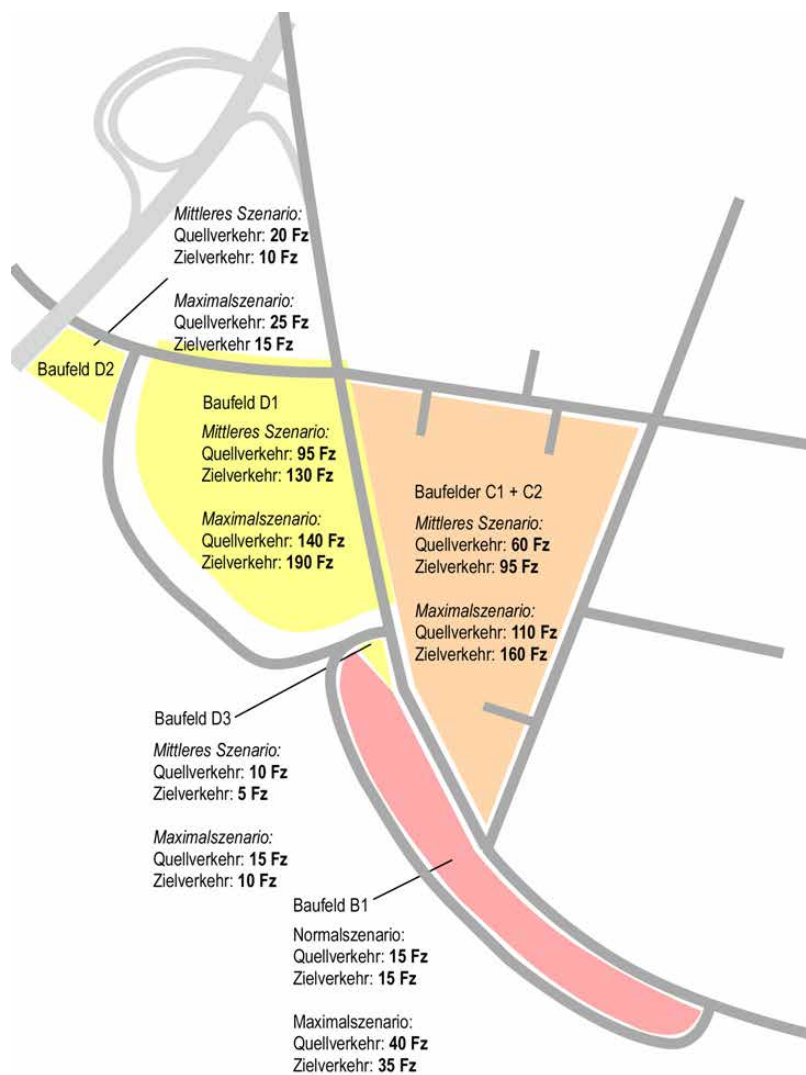 Mittleres Szenario:
Quellverkehr: 20 Fz
Zielverkehr: 10 Fz
Maximalszenario:
Quellverkehr: 25 Fz
Zielverkehr 15 Fz
Baufeld D2
Baufeld D1
Mittleres Szenario:
Quellverkehr: 95 Fz
Zielverkehr: 130 Fz
Maximalszenario:
Quellverkehr: 140 Fz
Zielverkehr: 190 Fz
Baufelder C1 + C2
Mittleres Szenario:
Quellverkehr: 60 Fz
Zielverkehr: 95 Fz
Maximalszenario:
Quellverkehr: 110 Fz
Zielverkehr: 160 Fz
Baufeld D3
Mittleres Szenario:
Quellverkehr: 10 Fz
Zielverkehr: 5 Fz
Maximalszenario:
Quellverkehr: 15 Fz
Zielverkehr: 10 Fz
Baufeld B1
Normalszenario:
Quellverkehr: 15 Fz
Zielverkehr: 15 Fz
Maximalszenario:
Quellverkehr: 40 Fz
Zielverkehr: 35 Fz